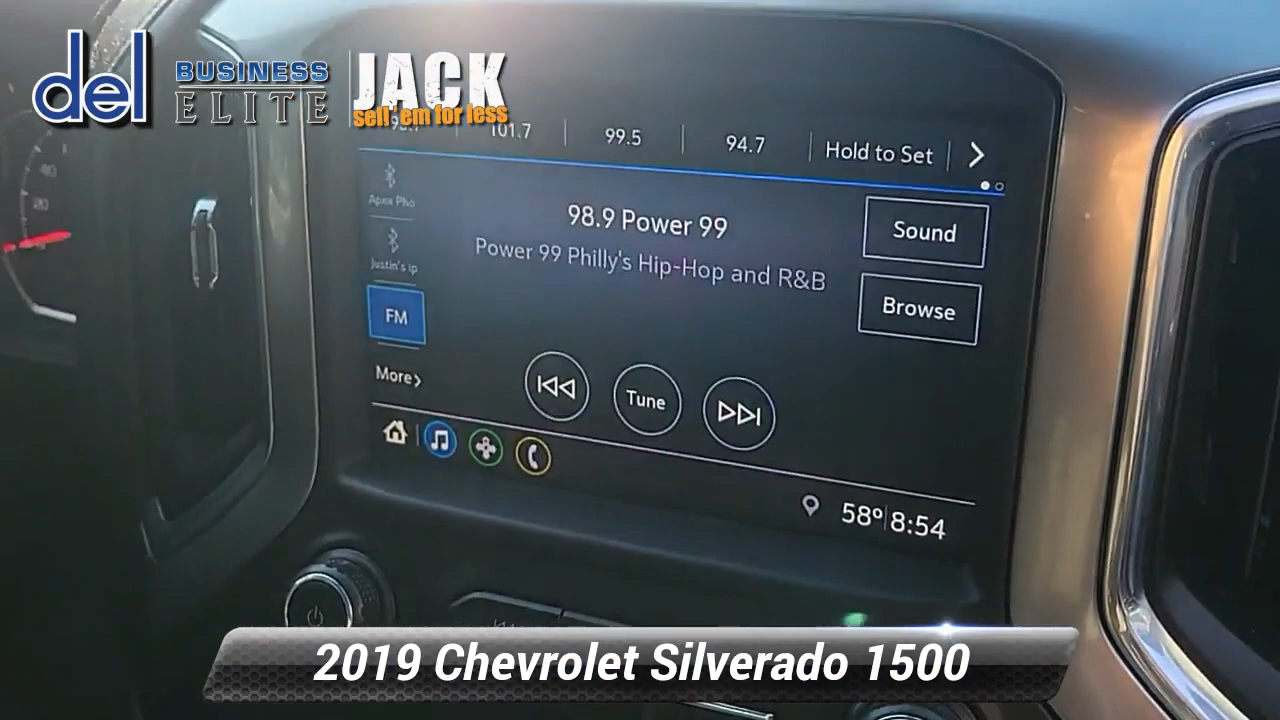 del BUSINESS ELITE JACK
sell 'em for less
101.7 99.5 94.7 Hold to Set
Apex Pho
98.9 Power 99
Sound
Power 99 Philly's Hip-Hop and R&B
Justin's ip
Browse
FM
More
Tune
58° 8:54
40
20
2019 Chevrolet Silverado 1500